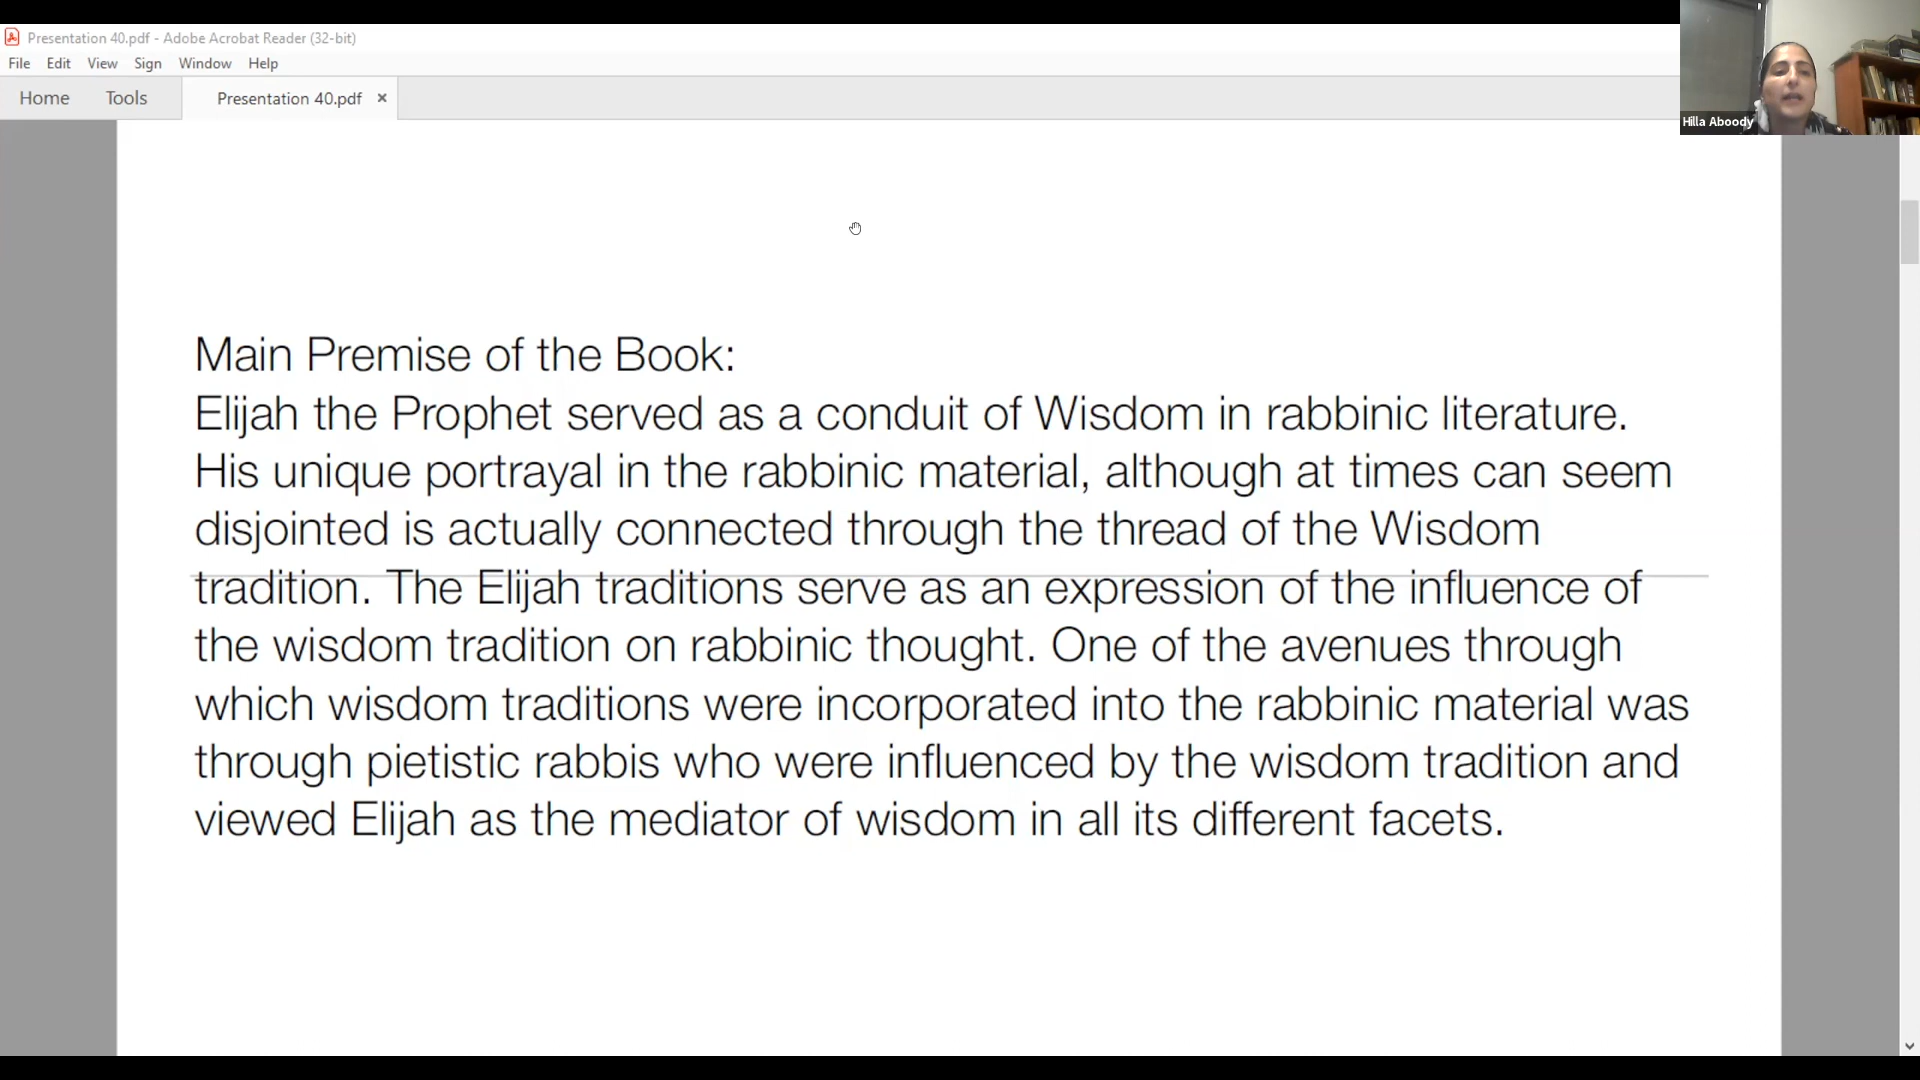 Presentation 40.pdf - Adobe Acrobat Reader (32-bit)
File Edit View Sign Window Help
Home Tools Presentation 40.pdf ×
Hilla Aboody
Main Premise of the Book:
Elijah the Prophet served as a conduit of Wisdom in rabbinic literature.
His unique portrayal in the rabbinic material, although at times can seem
disjointed is actually connected through the thread of the Wisdom
tradition. The Elijah traditions serve as an expression of the influence of
the wisdom tradition on rabbinic thought. One of the avenues through
which wisdom traditions were incorporated into the rabbinic material was
through pietistic rabbis who were influenced by the wisdom tradition and
viewed Elijah as the mediator of wisdom in all its different facets.